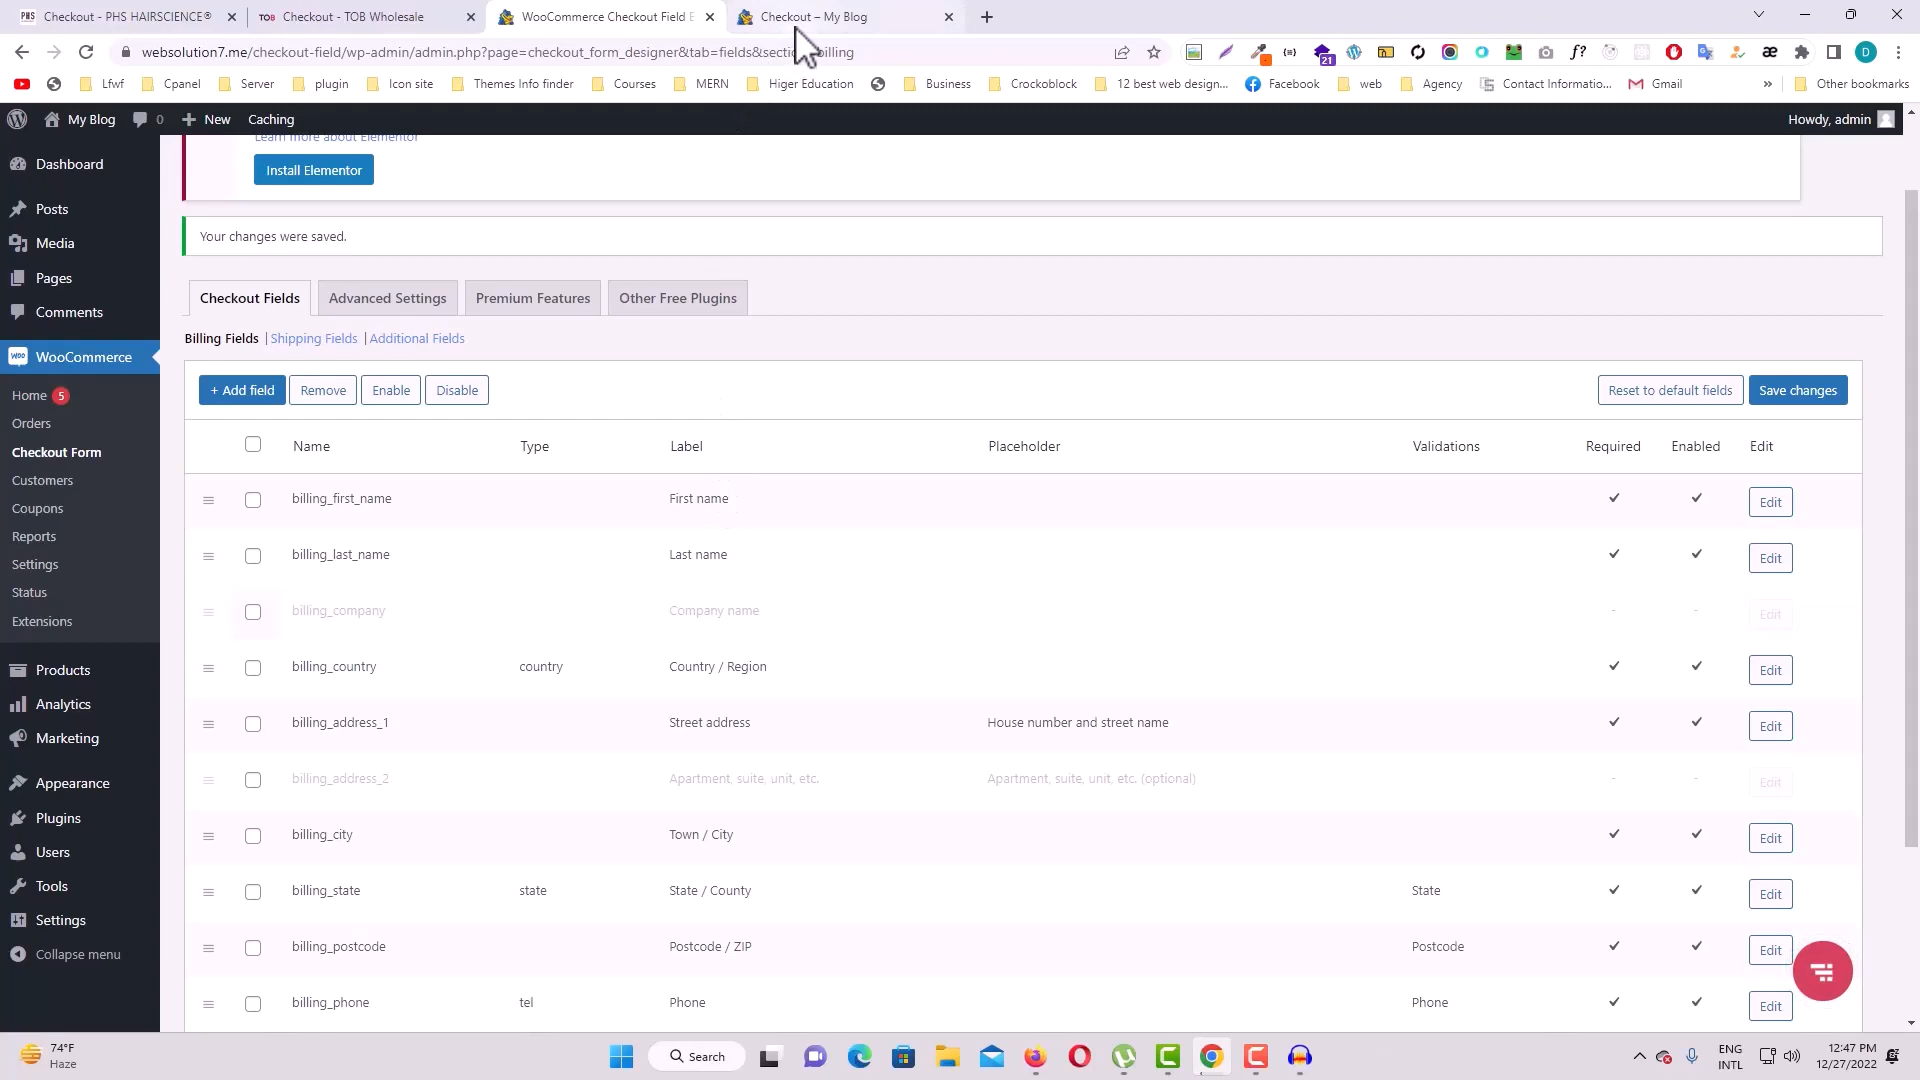 PHS Checkout - PHS HAIRSCIENCE®
TOB Checkout - TOB Wholesale
WooCommerce Checkout Field E
Checkout – My Blog
websolution7.me/checkout-field/wp-admin/admin.php?page=checkout_form_designer&tab=fields&secti billing
21
æ
D
Lfwf
Cpanel
Server
plugin
Icon site
Themes Info finder
Courses
MERN
Higer Education
Business
Crockoblock
12 best web design...
Facebook
web
Agency
Contact Informatio...
Gmail
»
Other bookmarks
My Blog
0
+ New
Caching
Howdy, admin
Learn more about Elementor
Install Elementor
Dashboard
Posts
Media
Pages
Comments
WooCommerce
Home 5
Orders
Checkout Form
Customers
Coupons
Reports
Settings
Status
Extensions
Products
Analytics
Marketing
Appearance
Plugins
Users
Tools
Settings
Collapse menu
Your changes were saved.
Checkout Fields
Advanced Settings
Premium Features
Other Free Plugins
Billing Fields | Shipping Fields | Additional Fields
+ Add field
Remove
Enable
Disable
Reset to default fields
Save changes
Name Type Label Placeholder Validations Required Enabled Edit
billing_first_name First name ✓ ✓ Edit
billing_last_name Last name ✓ ✓ Edit
billing_company Company name - - Edit
billing_country country Country / Region ✓ ✓ Edit
billing_address_1 Street address House number and street name ✓ ✓ Edit
billing_address_2 Apartment, suite, unit, etc. Apartment, suite, unit, etc. (optional) - - Edit
billing_city Town / City ✓ ✓ Edit
billing_state state State / County State ✓ ✓ Edit
billing_postcode Postcode / ZIP Postcode ✓ ✓ Edit
billing_phone tel Phone Phone ✓ ✓ Edit
74°F
Haze
Search
ENG
INTL
12:47 PM
12/27/2022